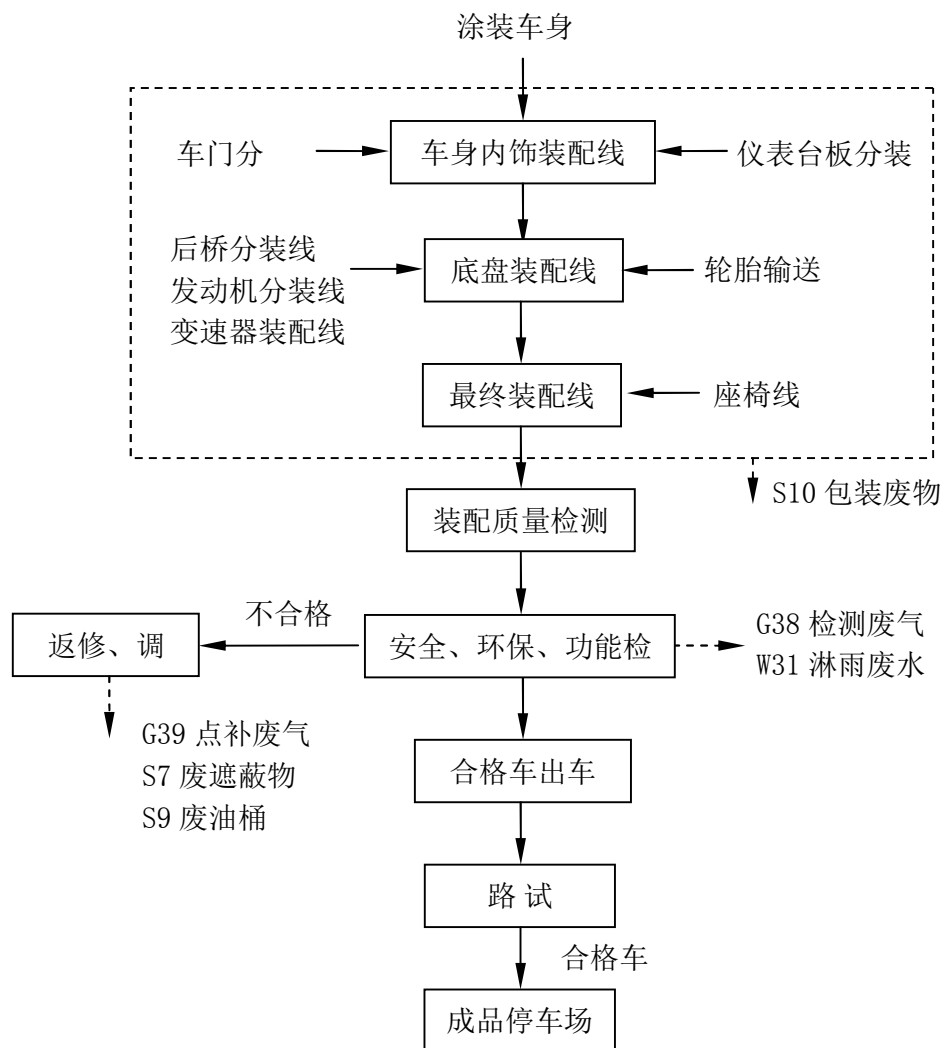 涂装车身
车门分
车身内饰装配线
仪表台板分装
后桥分装线
发动机分装线
变速器装配线
底盘装配线
轮胎输送
最终装配线
座椅线
S10 包装废物
装配质量检测
不合格
返修、调
安全、环保、功能检
G38 检测废气
W31 淋雨废水
G39 点补废气
S7 废遮蔽物
S9 废油桶
合格车出车
路 试
合格车
成品停车场